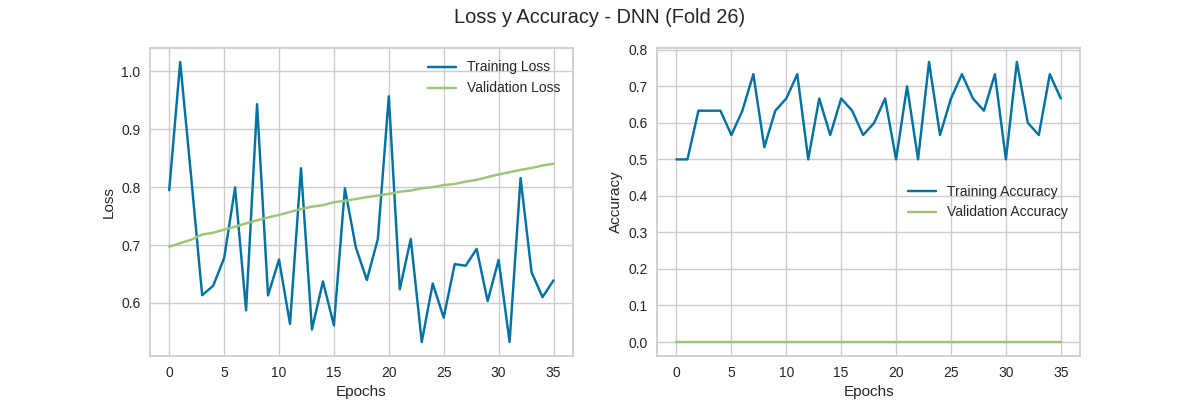 Loss y Accuracy - DNN (Fold 26)
1.0
0.9
0.8
0.7
0.6
Loss
0 5 10 15 20 25 30 35
Epochs
Training Loss
Validation Loss
0.8
0.7
0.6
0.5
0.4
0.3
0.2
0.1
0.0
Accuracy
0 5 10 15 20 25 30 35
Epochs
Training Accuracy
Validation Accuracy